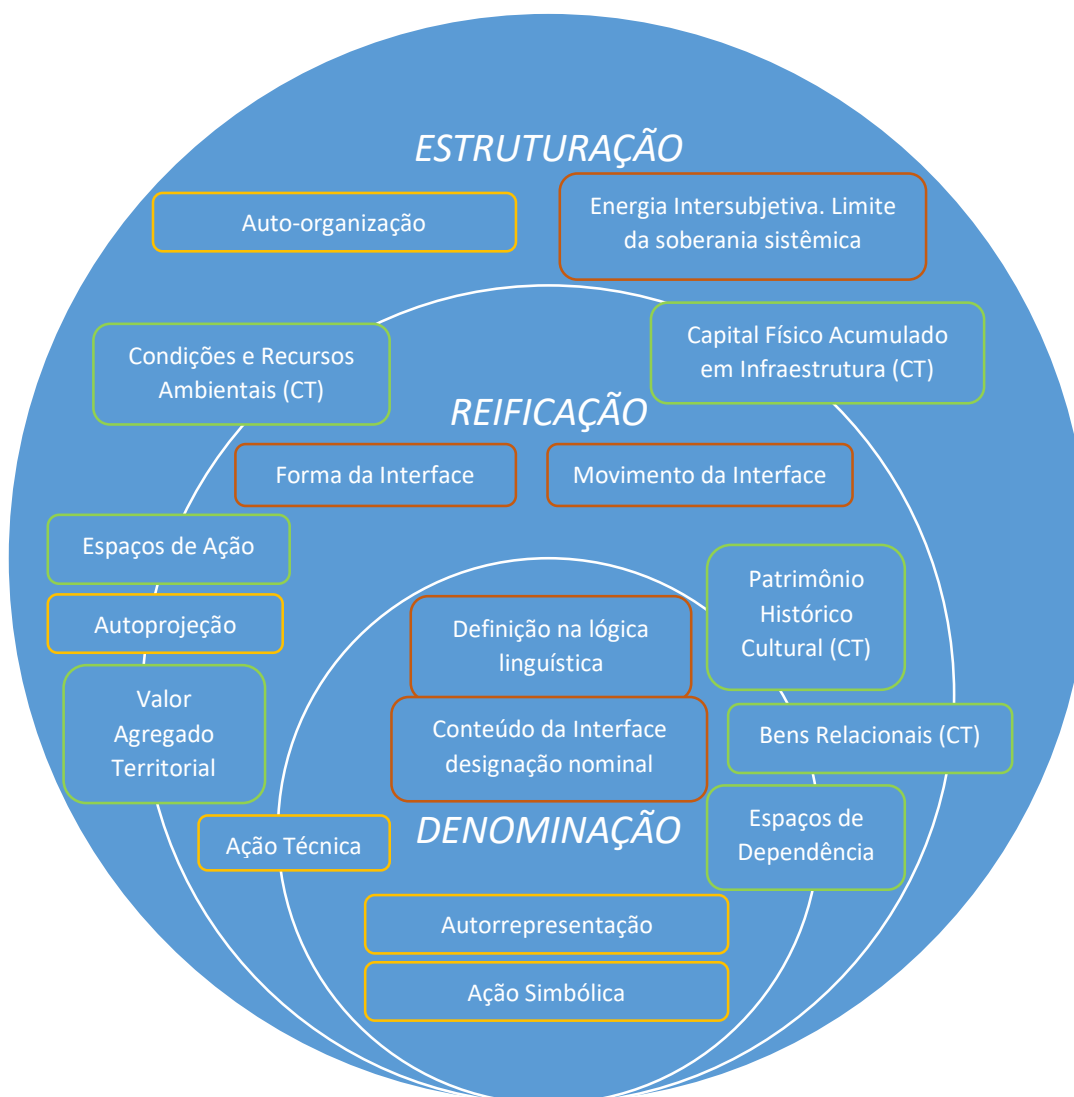 ESTRUTURAÇÃO
Auto-organização
Energia Intersubjetiva. Limite
da soberania sistêmica
Condições e Recursos
Ambientais (CT)
Capital Físico Acumulado
em Infraestrutura (CT)
REIFICAÇÃO
Forma da Interface
Movimento da Interface
Espaços de Ação
Autoprojeção
Valor
Agregado
Territorial
Definição na lógica
linguística
Conteúdo da Interface
designação nominal
Patrimônio
Histórico
Cultural (CT)
Bens Relacionais (CT)
Espaços de
Dependência
DENOMINAÇÃO
Ação Técnica
Autorrepresentação
Ação Simbólica